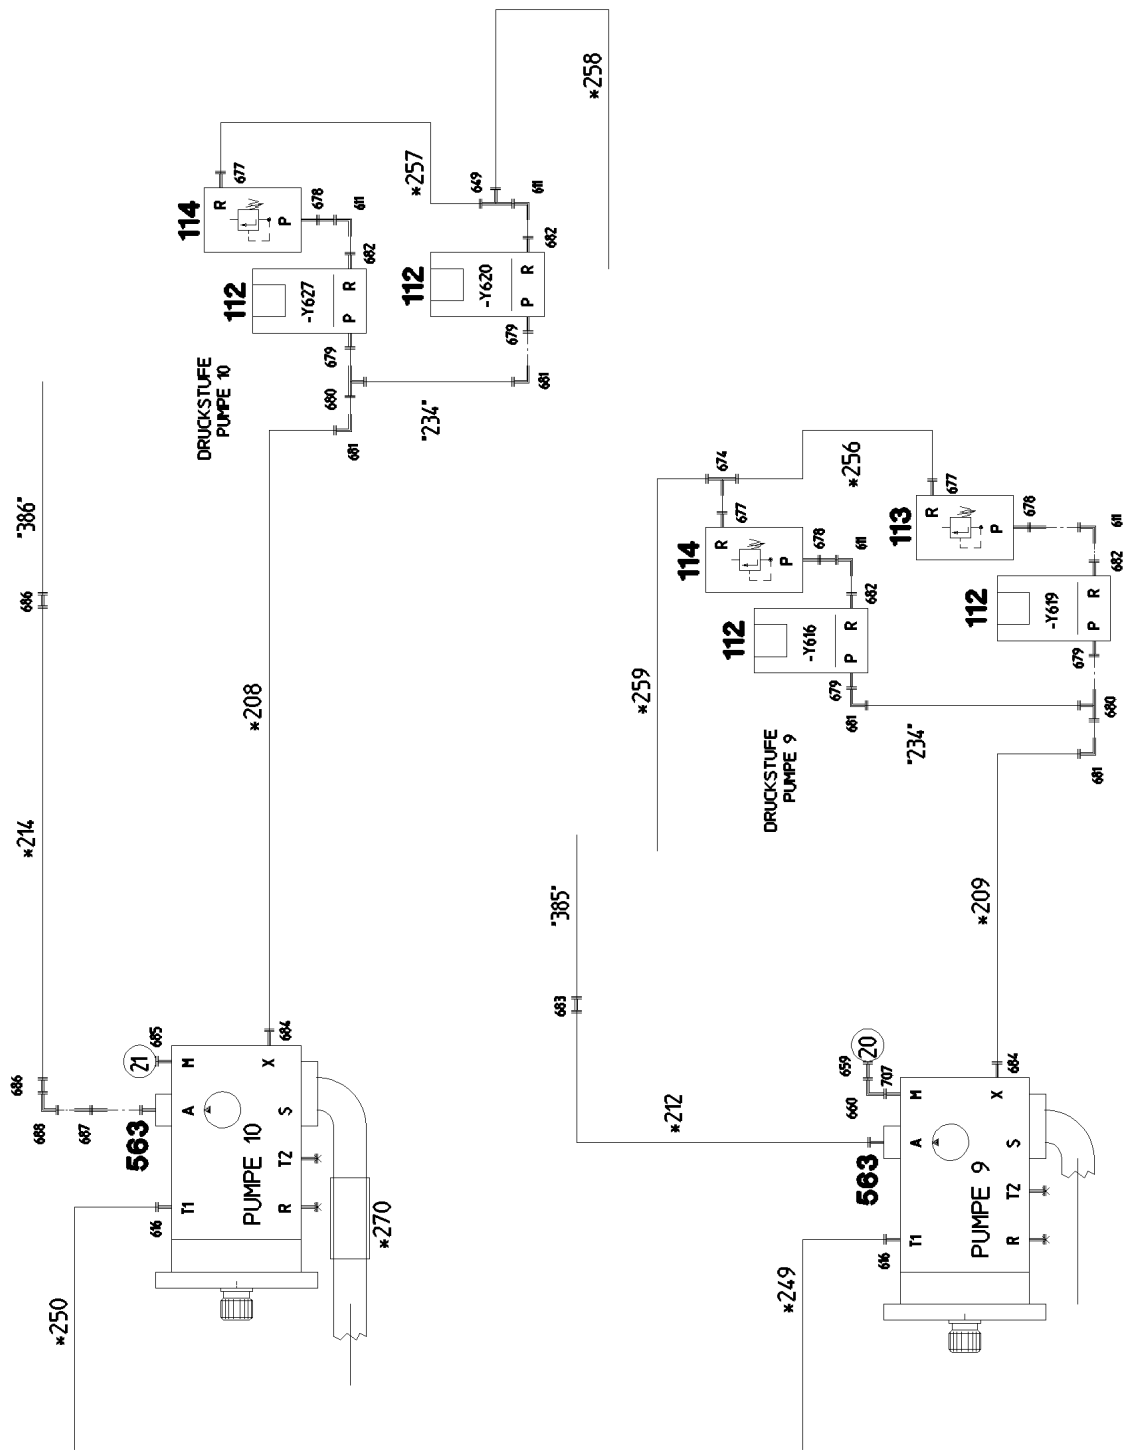 *258
677
*257
649
611
114
R
P
678
611
682
112
-Y627
P
R
682
112
-Y620
P
R
679
679
DRUCKSTUFE
PUMPE 10
680
681
681
"234"
"386"
686
*208
*214
674
*256
*259
677
114
R
P
678
611
677
113
R
P
678
611
682
112
-Y616
P
R
682
112
-Y619
P
R
679
679
681
680
681
"234"
DRUCKSTUFE
PUMPE 9
"385"
683
*209
*212
686
688
687
21
685
684
563
M
X
A
S
T2
T1
R
PUMPE 10
616
*270
*250
659
20
660
707
684
563
M
X
A
S
T2
T1
R
PUMPE 9
616
*249